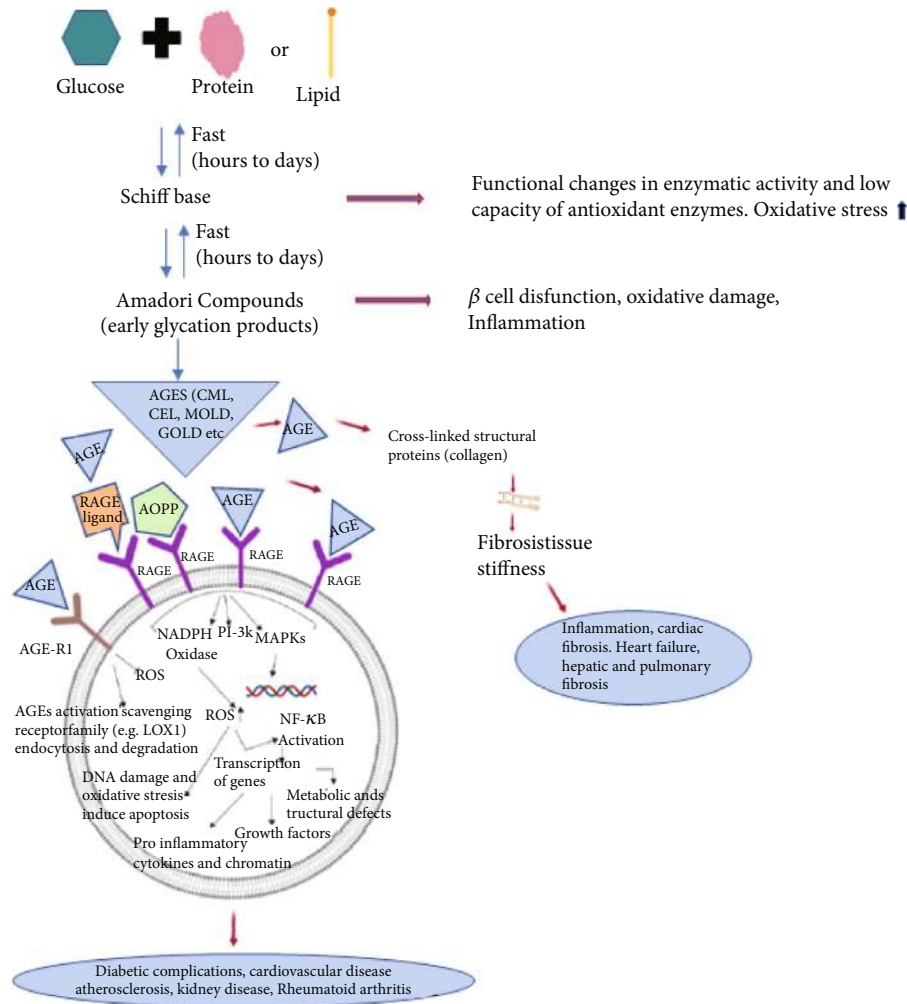 Glucose
Protein
or
Lipid
Fast
(hours to days)
Schiff base
Functional changes in enzymatic activity and low
capacity of antioxidant enzymes. Oxidative stress
Fast
(hours to days)
Amadori Compounds
(early glycation products)
β cell disfunction, oxidative damage,
Inflammation
AGES (CML,
CEL, MOLD,
GOLD etc
AGE
Cross-linked structural
proteins (collagen)
AGE
RAGE
ligand
AOPP
AGE
AGE
Fibrosistissue
stiffness
RAGE
RAGE
RAGE
RAGE
AGE
AGE-R1
NADPH
Oxidase
PI-3k
MAPKs
Inflammation, cardiac
fibrosis. Heart failure,
hepatic and pulmonary
fibrosis
ROS
AGEs activation scavenging
receptorfamily (e.g. LOX1)
endocytosis and degradation
ROS
NF-κB
Activation
Transcription
of genes
DNA damage and
oxidative stresis
induce apoptosis
Metabolic ands
tructural defects
Growth factors
Pro inflammatory
cytokines and chromatin
Diabetic complications, cardiovascular disease
atherosclerosis, kidney disease, Rheumatoid arthritis